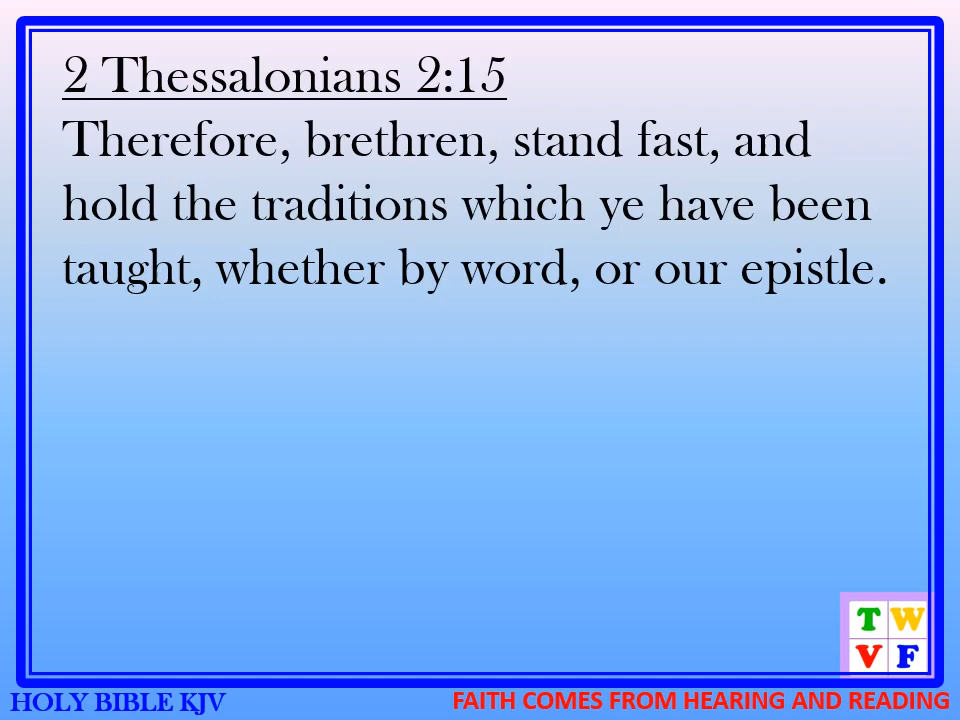 2 Thessalonians 2:15
Therefore, brethren, stand fast, and
hold the traditions which ye have been
taught, whether by word, or our epistle.
T W
V F
HOLY BIBLE KJV
FAITH COMES FROM HEARING AND READING